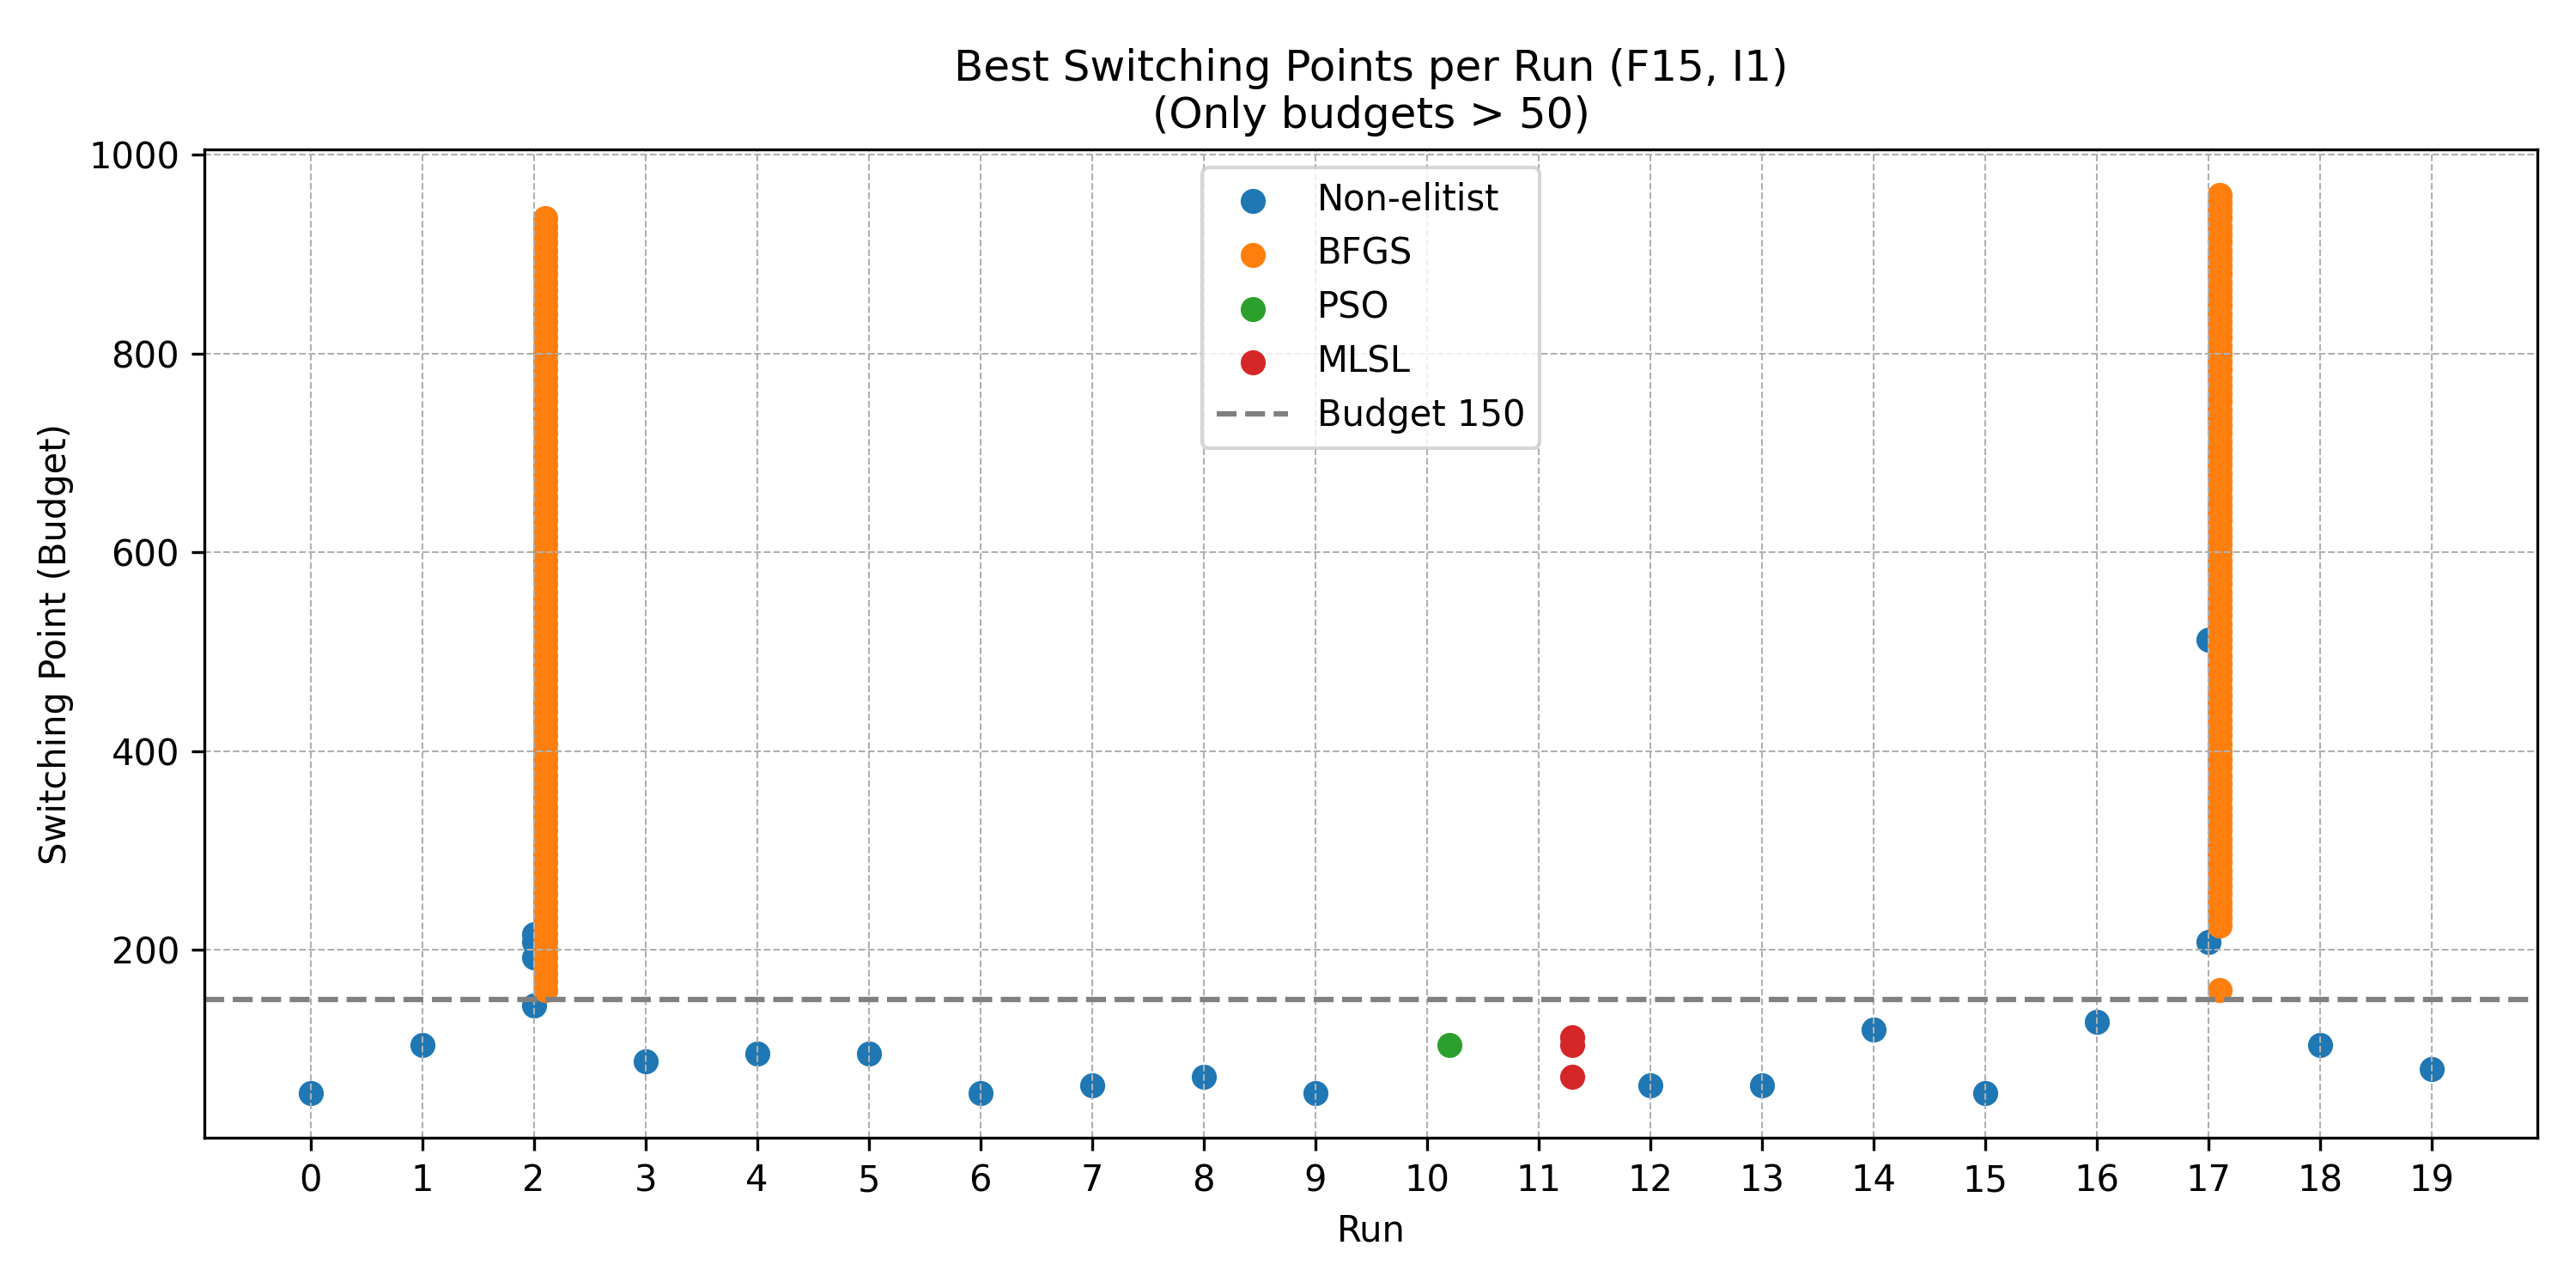 Best Switching Points per Run (F15, I1)
(Only budgets > 50)
Switching Point (Budget)
1000
800
600
400
200
Non-elitist
BFGS
PSO
MLSL
Budget 150
0 1 2 3 4 5 6 7 8 9 10 11 12 13 14 15 16 17 18 19
Run